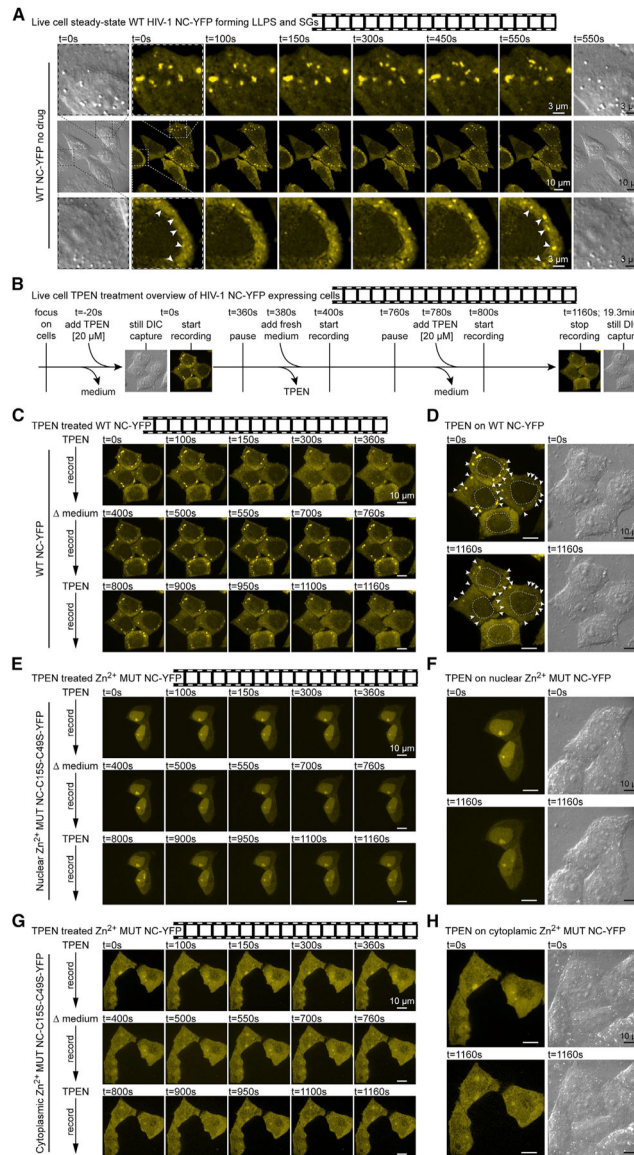 A
Live cell steady-state WT HIV-1 NC-YFP forming LLPS and SGs
t=0s t=0s t=100s t=150s t=300s t=450s t=550s t=550s
WT NC-YFP no drug
3 µm 3 µm
10 µm 10 µm
3 µm 3 µm
B
Live cell TPEN treatment overview of HIV-1 NC-YFP expressing cells
focus on cells
t=-20s add TPEN [20 µM]
medium
t=0s
still DIC capture
start recording
t=360s pause
t=380s add fresh medium
TPEN
t=400s start recording
t=760s pause
t=780s add TPEN [20 µM]
medium
t=800s start recording
t=1160s; stop recording
19.3min
still DI
capture
C
TPEN treated WT NC-YFP
WT NC-YFP
TPEN t=0s t=100s t=150s t=300s t=360s
record
10 µm
Δ medium t=400s t=500s t=550s t=700s t=760s
record
TPEN t=800s t=900s t=950s t=1100s t=1160s
record
D
TPEN on WT NC-YFP
t=0s t=0s
10 µ
t=1160s t=1160s
E
TPEN treated Zn²⁺ MUT NC-YFP
Nuclear Zn²⁺ MUT NC-C15S-C49S-YFP
TPEN t=0s t=100s t=150s t=300s t=360s
record
10 µm
Δ medium t=400s t=500s t=550s t=700s t=760s
record
TPEN t=800s t=900s t=950s t=1100s t=1160s
record
F
TPEN on nuclear Zn²⁺ MUT NC-YFP
t=0s t=0s
10 µ
t=1160s t=1160s
G
TPEN treated Zn²⁺ MUT NC-YFP
Cytoplasmic Zn²⁺ MUT NC-C15S-C49S-YFP
TPEN t=0s t=100s t=150s t=300s t=360s
record
10 µm
Δ medium t=400s t=500s t=550s t=700s t=760s
record
TPEN t=800s t=900s t=950s t=1100s t=1160s
record
H
TPEN on cytoplamic Zn²⁺ MUT NC-YFP
t=0s t=0s
10 µ
t=1160s t=1160s